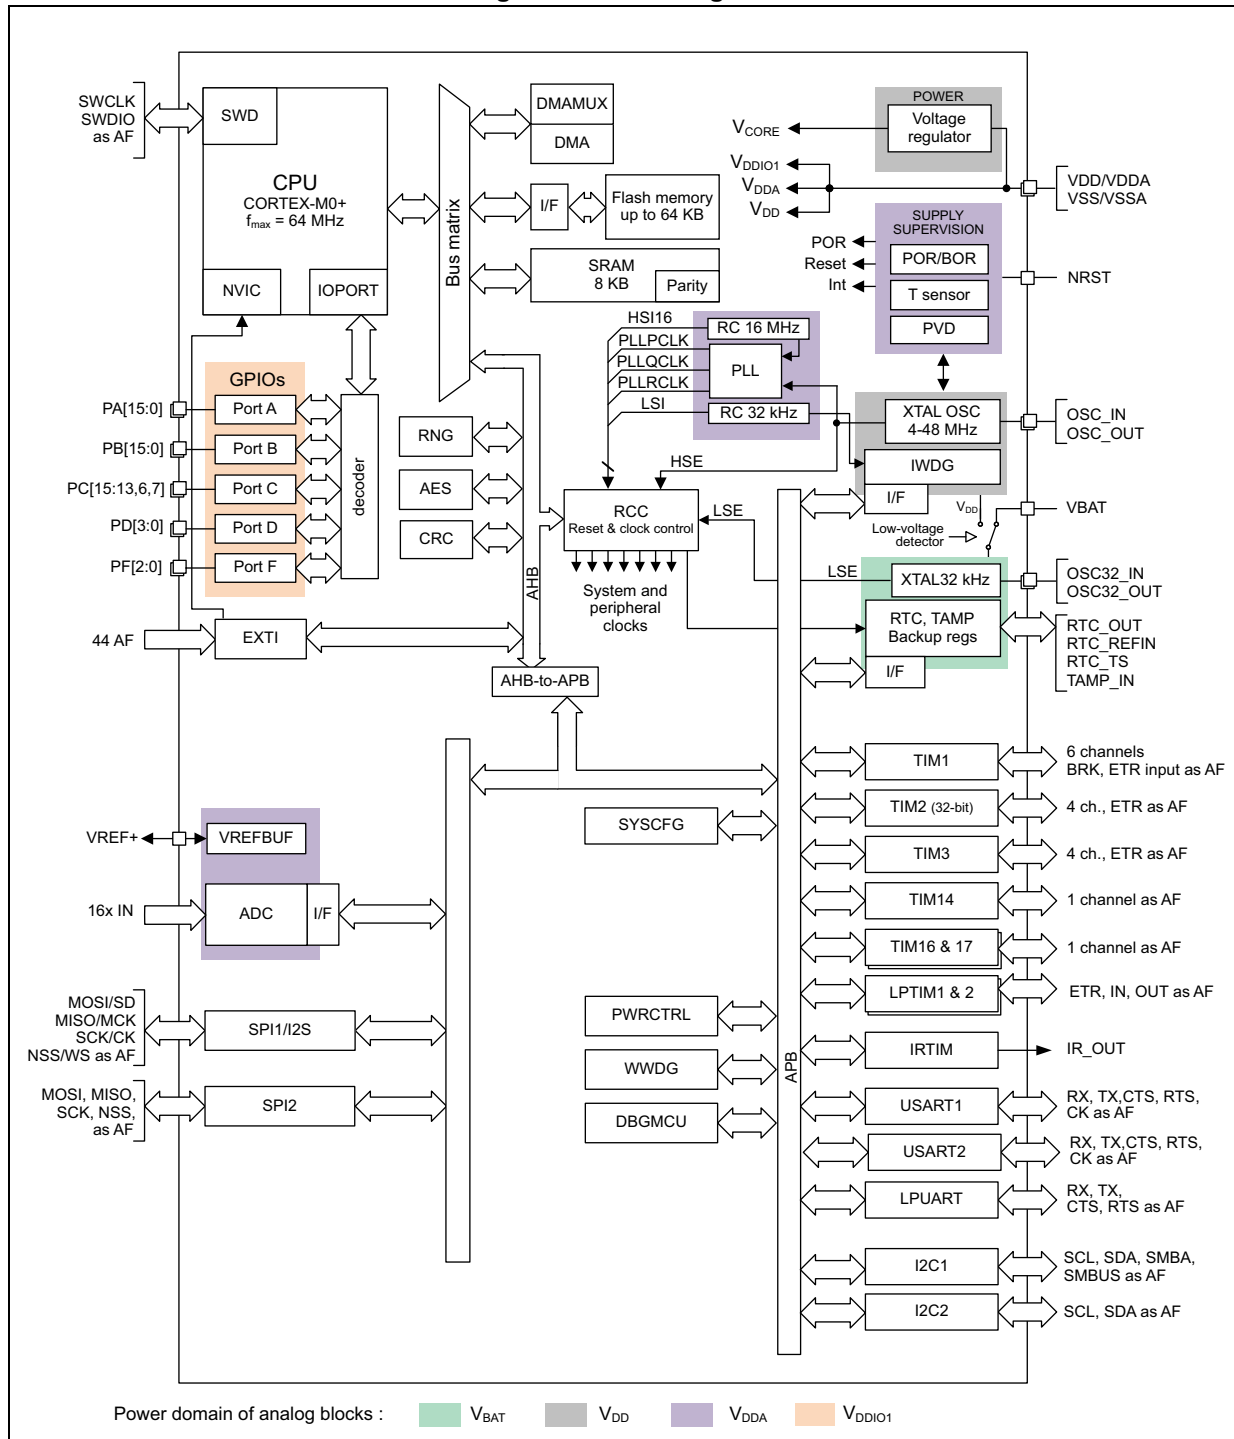 SWCLK
SWDIO
as AF
SWD
CPU
CORTEX-M0+
fmax = 64 MHz
NVIC
IOPORT
Bus matrix
DMAMUX
DMA
I/F
Flash memory
up to 64 KB
SRAM
8 KB
Parity
POWER
Voltage
regulator
VCORE
VDDIO1
VDDA
VDD
VDD/VDDA
VSS/VSSA
SUPPLY
SUPERVISION
POR/BOR
T sensor
PVD
POR
Reset
Int
NRST
HSI16
PLLPCLK
PLLQCLK
PLLRCLK
LSI
RC 16 MHz
PLL
RC 32 kHz
GPIOs
PA[15:0]
Port A
PB[15:0]
Port B
PC[15:13,6,7]
Port C
PD[3:0]
Port D
PF[2:0]
Port F
decoder
RNG
AES
CRC
AHB
HSE
RCC
Reset & clock control
LSE
System and
peripheral
clocks
XTAL OSC
4-48 MHz
IWDG
I/F
OSC_IN
OSC_OUT
VDD
Low-voltage
detector
VBAT
LSE
XTAL32 kHz
OSC32_IN
OSC32_OUT
RTC, TAMP
Backup regs
I/F
RTC_OUT
RTC_REFIN
RTC_TS
TAMP_IN
44 AF
EXTI
AHB-to-APB
VREF+
VREFBUF
16x IN
ADC
I/F
MOSI/SD
MISO/MCK
SCK/CK
NSS/WS as AF
SPI1/I2S
MOSI, MISO,
SCK, NSS,
as AF
SPI2
SYSCFG
PWRCTRL
WWDG
DBGMCU
APB
TIM1
6 channels
BRK, ETR input as AF
TIM2 (32-bit)
4 ch., ETR as AF
TIM3
4 ch., ETR as AF
TIM14
1 channel as AF
TIM16 & 17
1 channel as AF
LPTIM1 & 2
ETR, IN, OUT as AF
IRTIM
IR_OUT
USART1
RX, TX,CTS, RTS,
CK as AF
USART2
RX, TX,CTS, RTS,
CK as AF
LPUART
RX, TX,
CTS, RTS as AF
I2C1
SCL, SDA, SMBA,
SMBUS as AF
I2C2
SCL, SDA as AF
Power domain of analog blocks :
VBAT
VDD
VDDA
VDDIO1